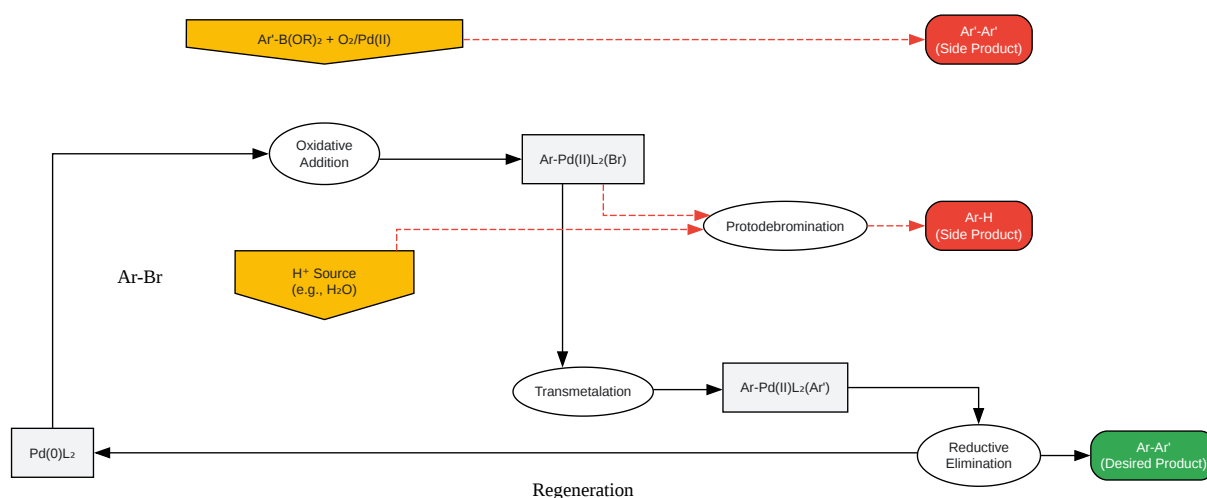 Ar'-B(OR)₂ + O₂/Pd(II)
Ar'-Ar'
(Side Product)
Oxidative
Addition
Ar-Pd(II)L₂(Br)
Protodebromination
Ar-H
(Side Product)
H⁺ Source
(e.g., H₂O)
Ar-Br
Transmetalation
Ar-Pd(II)L₂(Ar')
Pd(0)L₂
Reductive
Elimination
Ar-Ar'
(Desired Product)
Regeneration